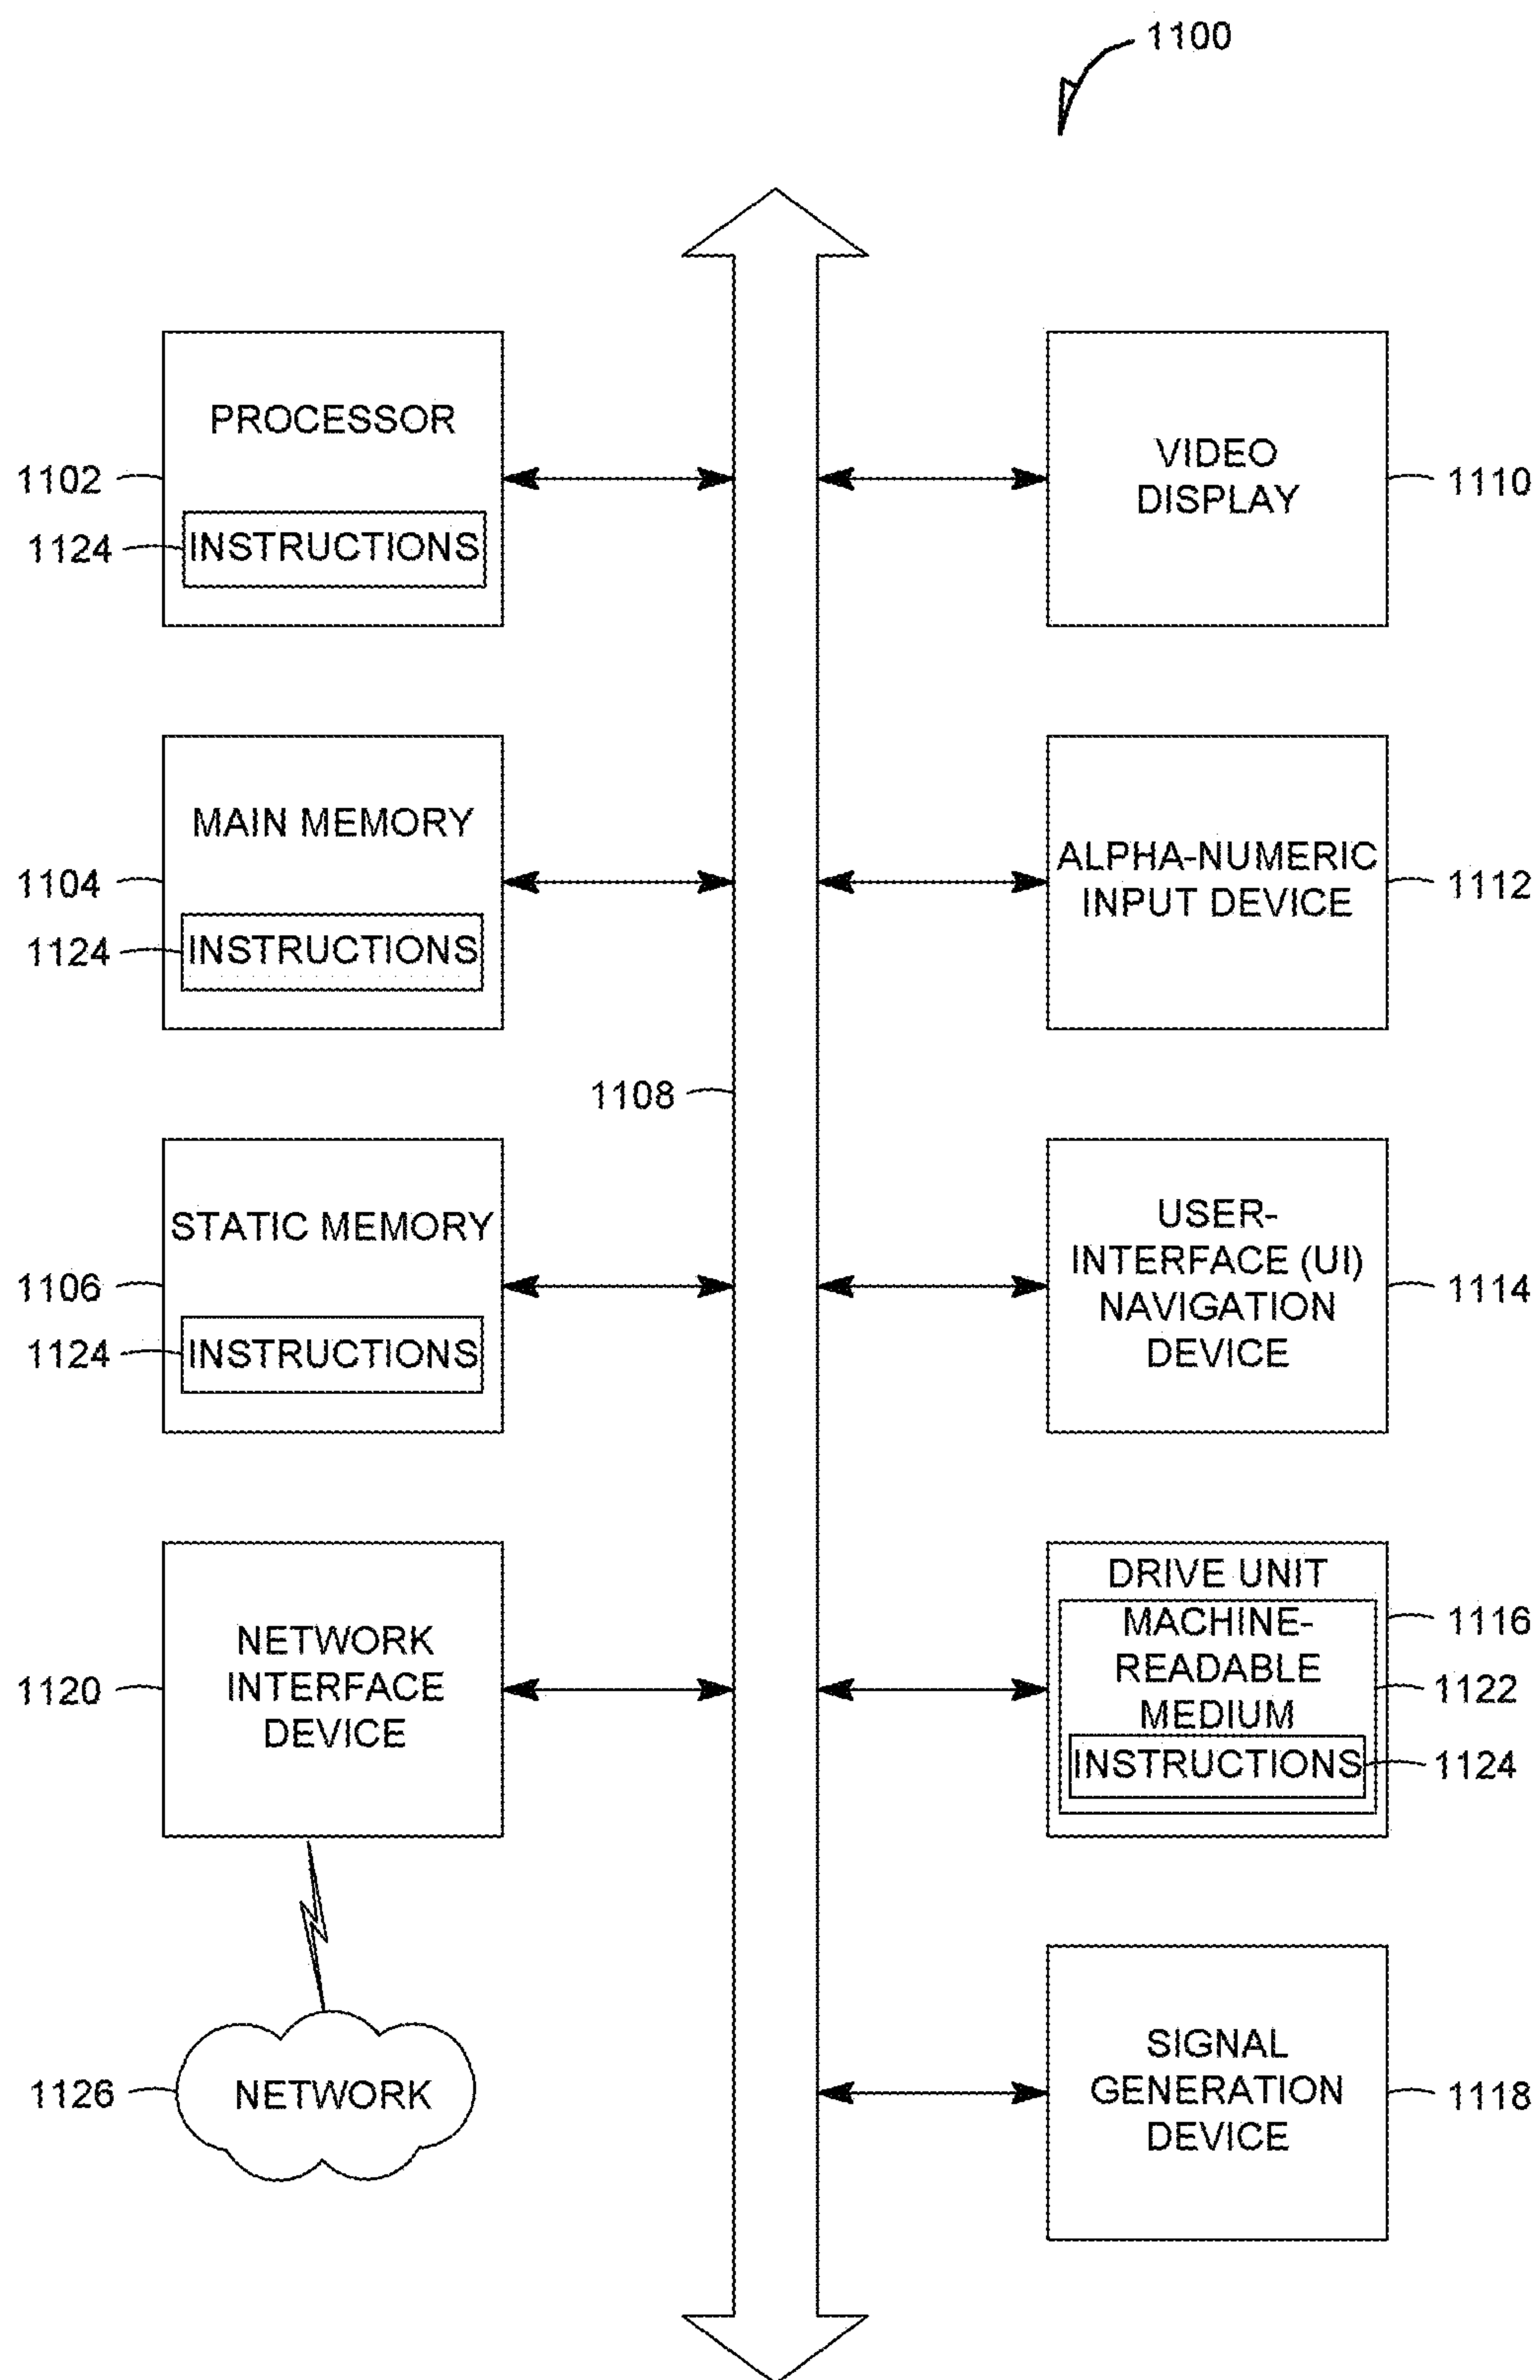 1100
PROCESSOR
1102
1124
INSTRUCTIONS
VIDEO
DISPLAY
1110
MAIN MEMORY
1104
1124
INSTRUCTIONS
ALPHA-NUMERIC
INPUT DEVICE
1112
1108
STATIC MEMORY
1106
1124
INSTRUCTIONS
USER-
INTERFACE (UI)
NAVIGATION
DEVICE
1114
NETWORK
INTERFACE
DEVICE
1120
DRIVE UNIT
1116
MACHINE-
READABLE
MEDIUM
1122
INSTRUCTIONS
1124
1126
NETWORK
SIGNAL
GENERATION
DEVICE
1118